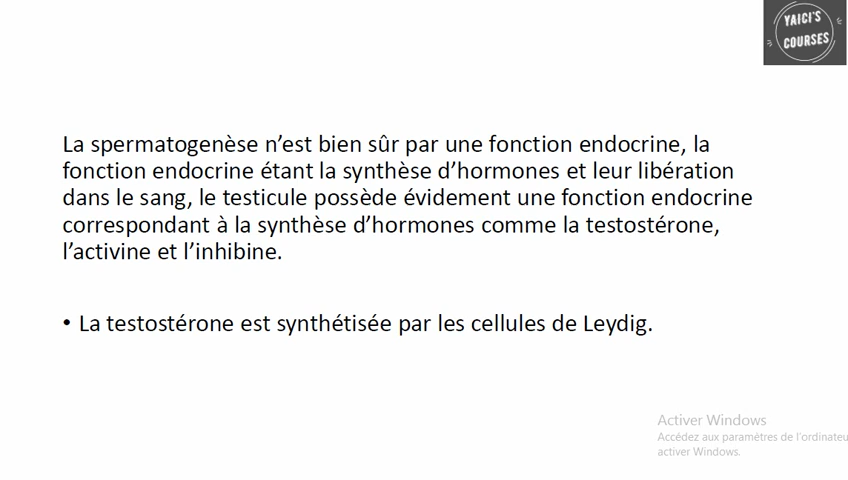 YAICI'S
COURSES
La spermatogenèse n'est bien sûr par une fonction endocrine, la
fonction endocrine étant la synthèse d'hormones et leur libération
dans le sang, le testicule possède évidement une fonction endocrine
correspondant à la synthèse d'hormones comme la testostérone,
l'activine et l'inhibine.
• La testostérone est synthétisée par les cellules de Leydig.
Activer Windows
Accédez aux paramètres de l'ordinateu
activer Windows.